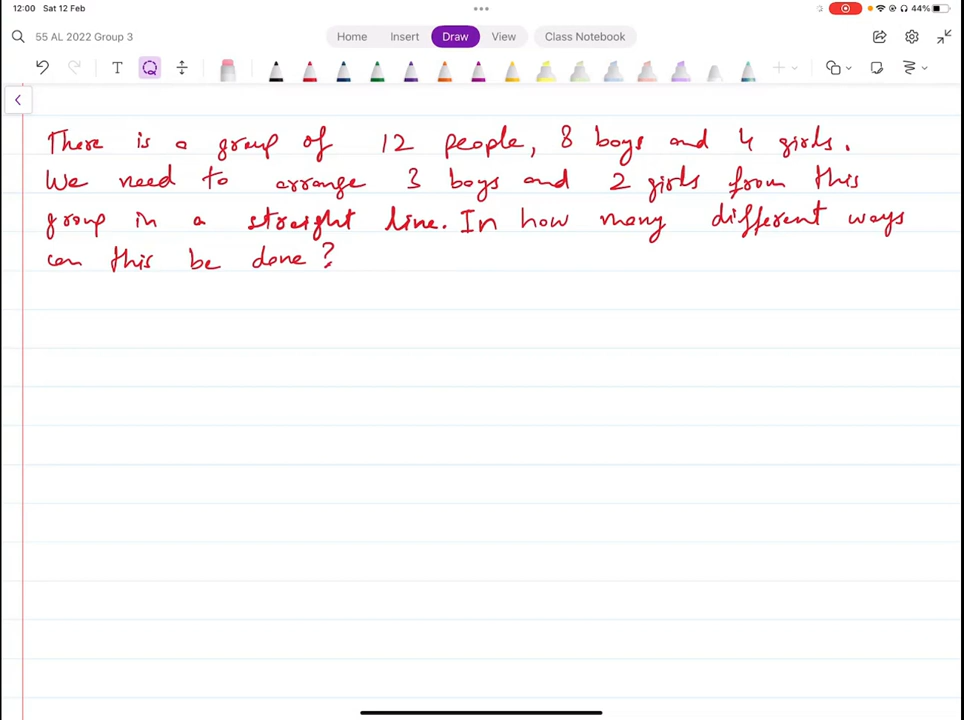 12:00 Sat 12 Feb
44%
55 AL 2022 Group 3
Home Insert Draw View Class Notebook
T
There is a group of 12 people, 8 boys and 4 girls.
We need to arrange 3 boys and 2 girls from this
group in a straight line. In how many different ways
can this be done?